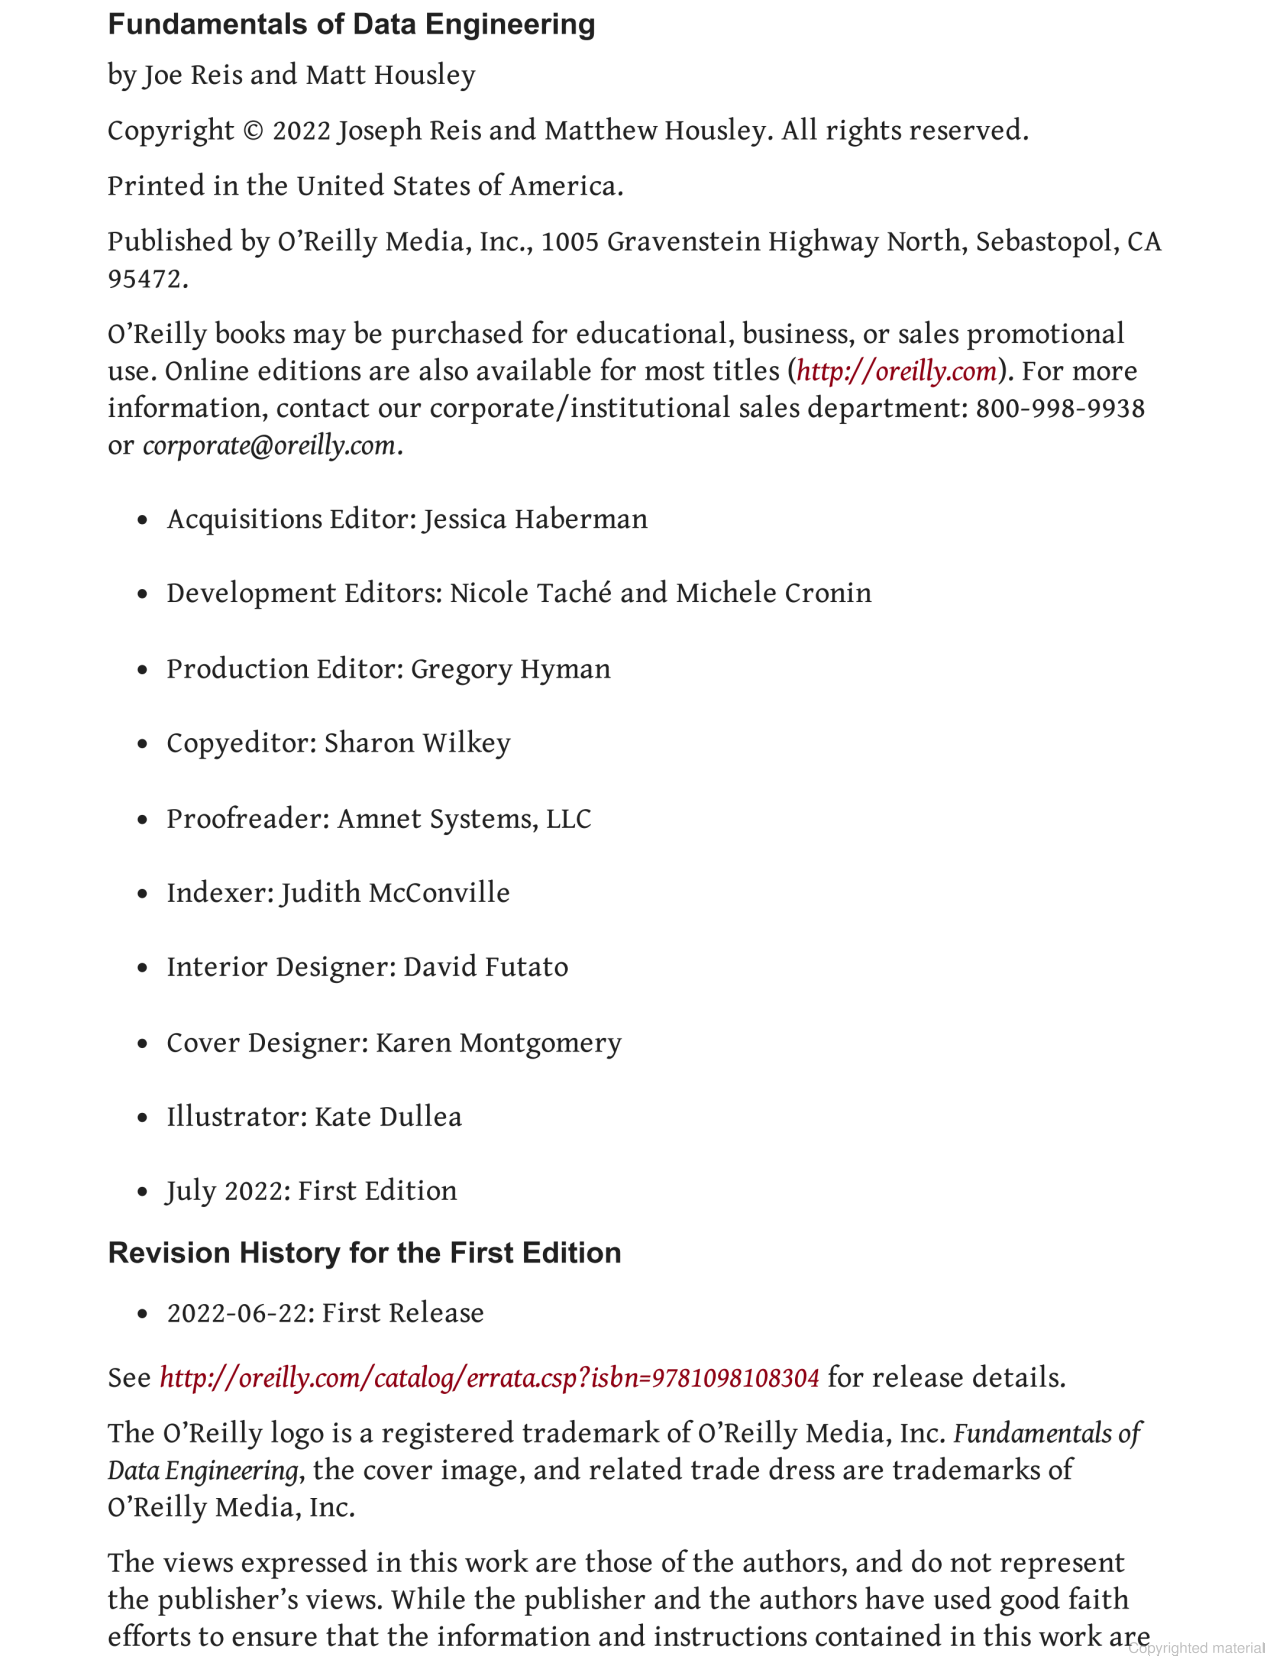 Fundamentals of Data Engineering
by Joe Reis and Matt Housley
Copyright © 2022 Joseph Reis and Matthew Housley. All rights reserved.
Printed in the United States of America.
Published by O’Reilly Media, Inc., 1005 Gravenstein Highway North, Sebastopol, CA
95472.
O’Reilly books may be purchased for educational, business, or sales promotional
use. Online editions are also available for most titles (http://oreilly.com). For more
information, contact our corporate/institutional sales department: 800-998-9938
or corporate@oreilly.com.
• Acquisitions Editor: Jessica Haberman
• Development Editors: Nicole Taché and Michele Cronin
• Production Editor: Gregory Hyman
• Copyeditor: Sharon Wilkey
• Proofreader: Amnet Systems, LLC
• Indexer: Judith McConville
• Interior Designer: David Futato
• Cover Designer: Karen Montgomery
• Illustrator: Kate Dullea
• July 2022: First Edition
Revision History for the First Edition
• 2022-06-22: First Release
See http://oreilly.com/catalog/errata.csp?isbn=9781098108304 for release details.
The O’Reilly logo is a registered trademark of O’Reilly Media, Inc. Fundamentals of
Data Engineering, the cover image, and related trade dress are trademarks of
O’Reilly Media, Inc.
The views expressed in this work are those of the authors, and do not represent
the publisher’s views. While the publisher and the authors have used good faith
efforts to ensure that the information and instructions contained in this work are
Copyrighted material